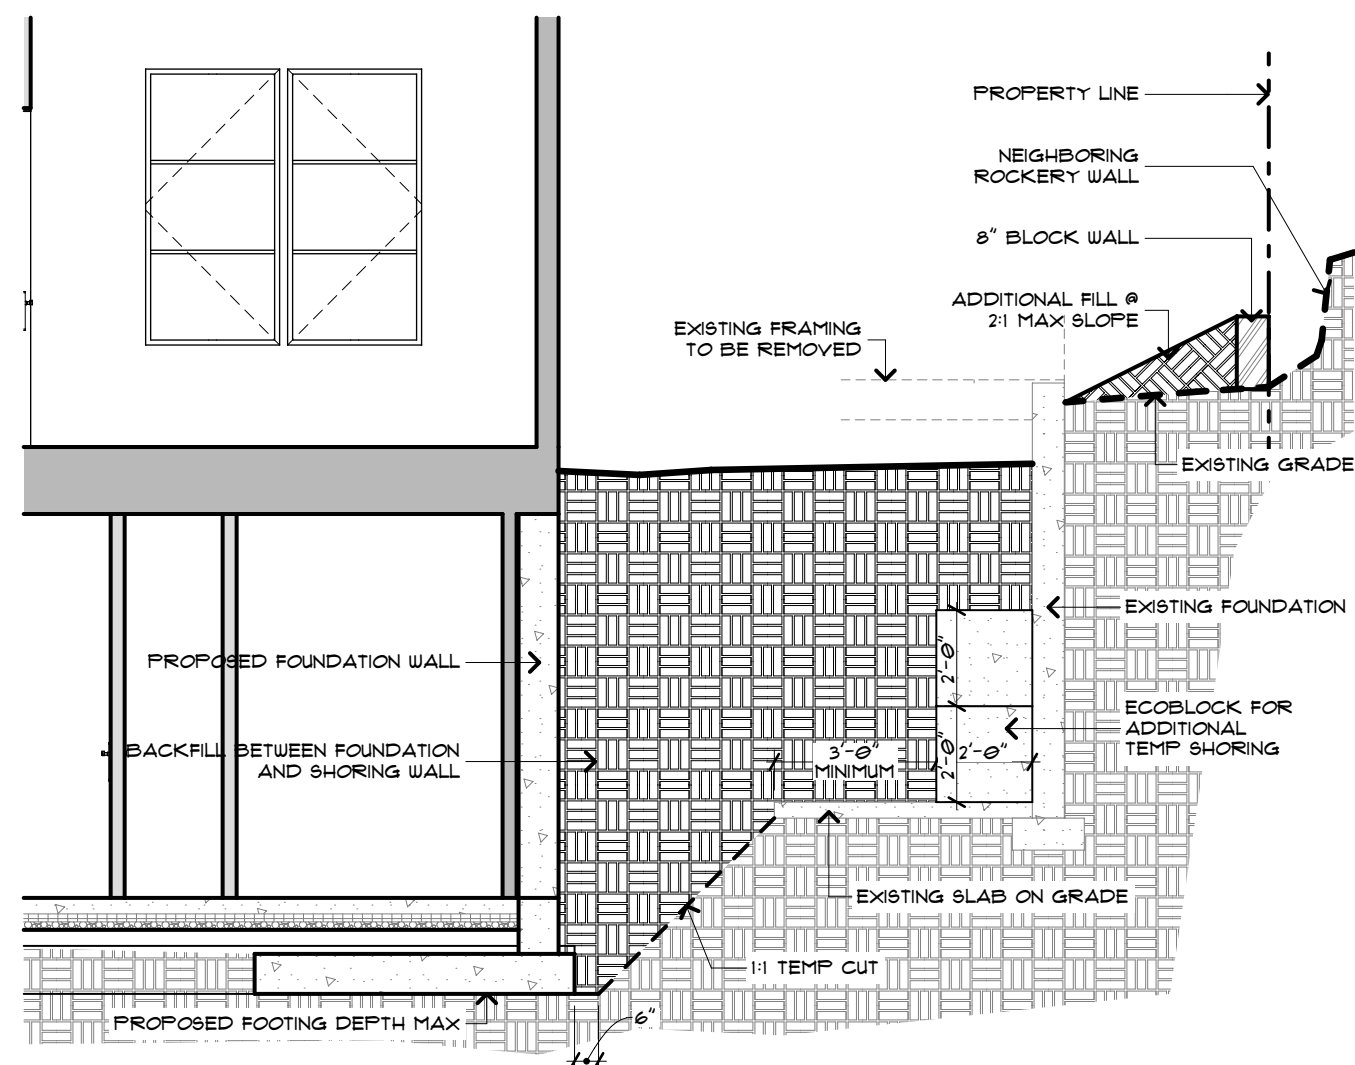 PROPERTY LINE
NEIGHBORING
ROCKERY WALL
8" BLOCK WALL
ADDITIONAL FILL @
2:1 MAX SLOPE
EXISTING FRAMING
TO BE REMOVED
EXISTING GRADE
EXISTING FOUNDATION
PROPOSED FOUNDATION WALL
2'-0"
ECOBLOCK FOR
ADDITIONAL
TEMP SHORING
BACKFILL BETWEEN FOUNDATION
AND SHORING WALL
3'-0"
MINIMUM
2'-0"
2'-0"
EXISTING SLAB ON GRADE
1:1 TEMP CUT
PROPOSED FOOTING DEPTH MAX
6"